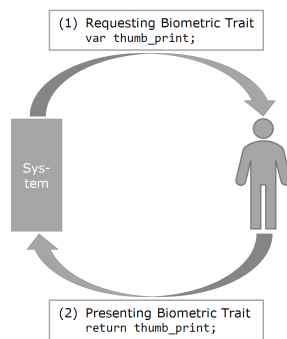 (1) Requesting Biometric Trait
var thumb_print;
Sys-
tem
(2) Presenting Biometric Trait
return thumb_print;